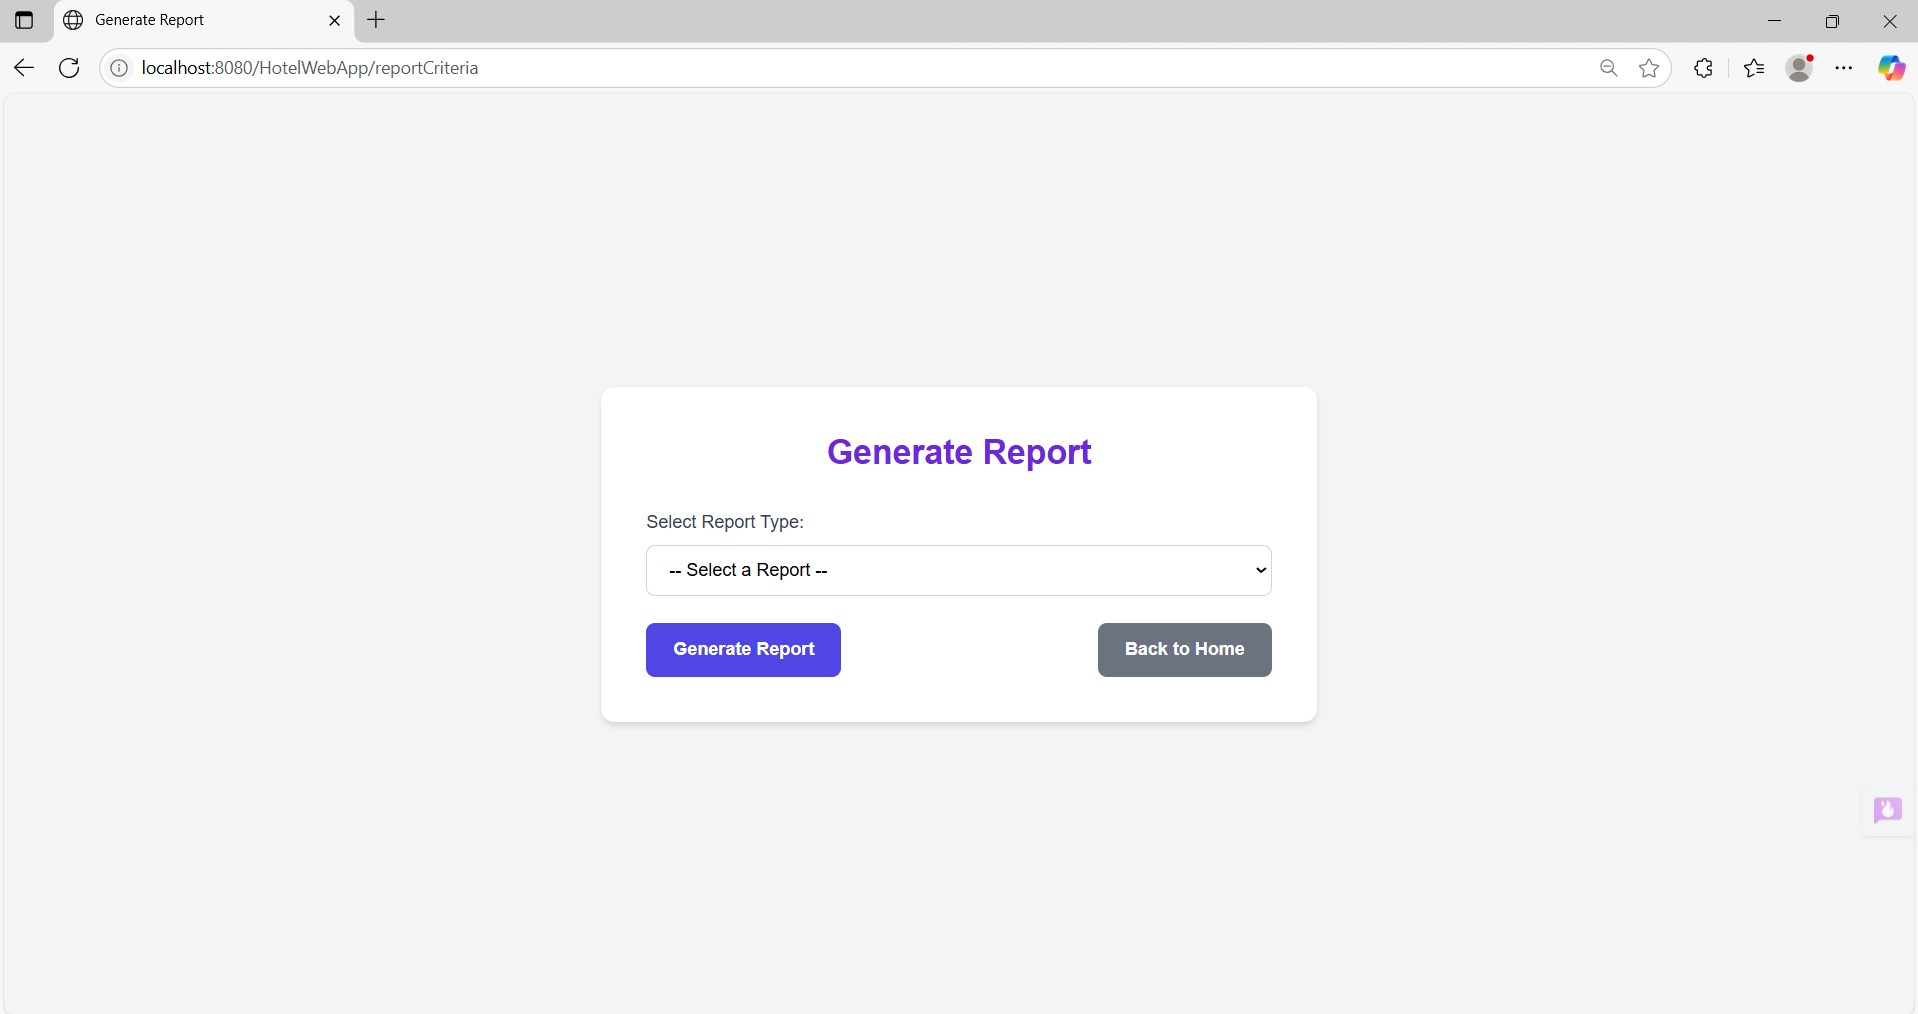 Generate Report
localhost:8080/HotelWebApp/reportCriteria
Generate Report
Select Report Type:
-- Select a Report --
Generate Report
Back to Home